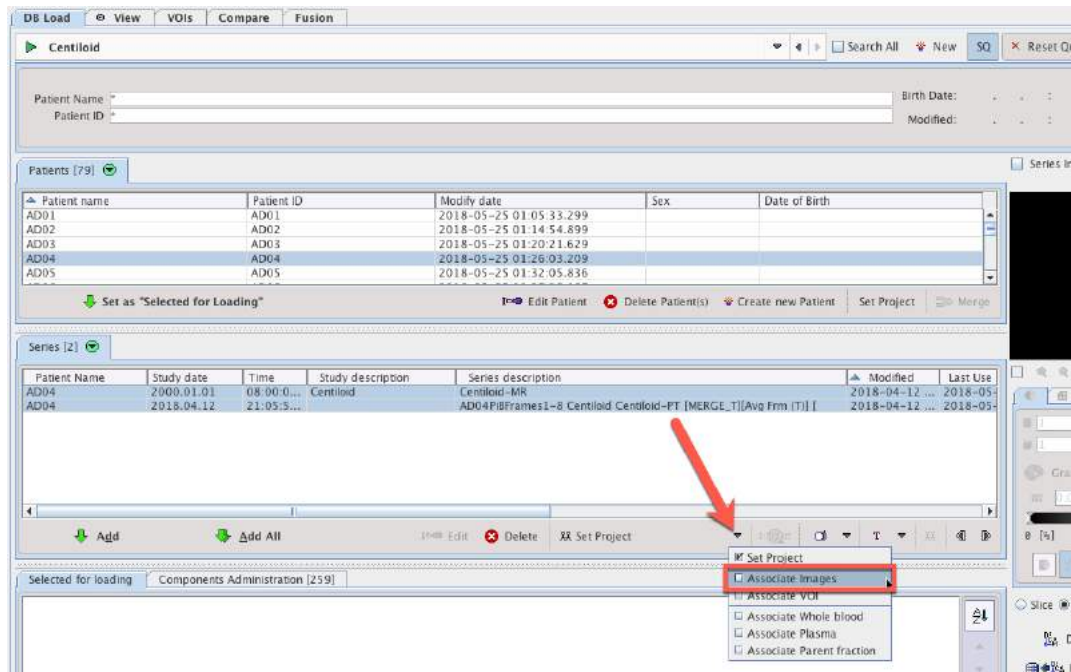 DB Load View VOIs Compare Fusion
Centiloid Search All New SQ Reset Qu
Patient Name * Birth Date: . . :
Patient ID * Modified: . . :
Patients [79] Series In
Patient name Patient ID Modify date Sex Date of Birth
AD01 AD01 2018-05-25 01:05:33.299
AD02 AD02 2018-05-25 01:14:54.899
AD03 AD03 2018-05-25 01:20:21.629
AD04 AD04 2018-05-25 01:26:03.209
AD05 AD05 2018-05-25 01:32:05.836
Set as "Selected for Loading" Edit Patient Delete Patient(s) Create new Patient Set Project Merge
Series [2]
Patient Name Study date Time Study description Series description Modified Last Use
AD04 2000.01.01 08:00:0... Centiloid Centiloid-MR 2018-04-12 ... 2018-05-
AD04 2018.04.12 21:05:5... AD04PiBFrames1-8 Centiloid Centiloid-PT [MERGE_T][Avg Frm (T)] [ 2018-04-12 ... 2018-05-
Gra
Add Add All Edit Delete Set Project T 0 [%]
Set Project
Selected for loading Components Administration [259] Associate Images
Associate VOI
Associate Whole blood Slice
Associate Plasma
Associate Parent fraction